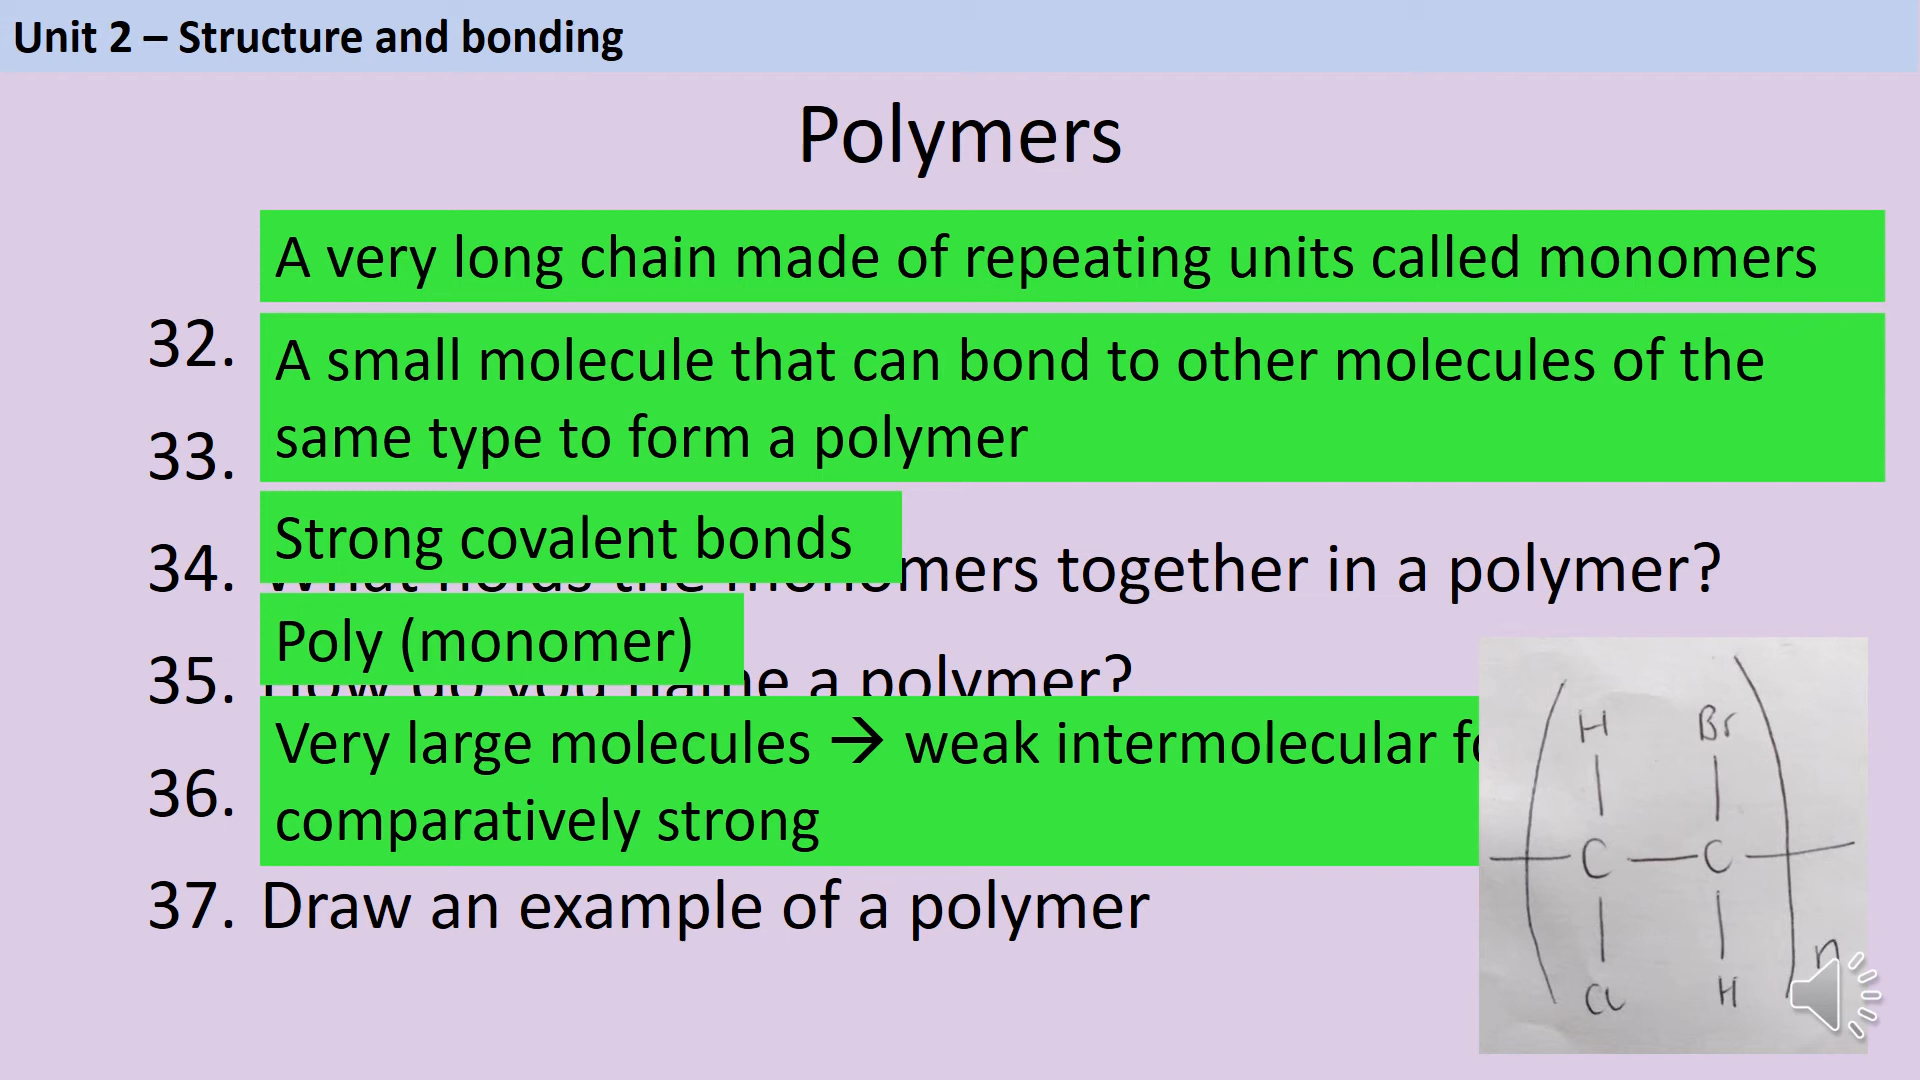 Unit 2 – Structure and bonding
Polymers
A very long chain made of repeating units called monomers
32.
A small molecule that can bond to other molecules of the
33.
same type to form a polymer
Strong covalent bonds
34. What holds the monomers together in a polymer?
Poly (monomer)
35. How do you name a polymer?
Very large molecules → weak intermolecular
36.
comparatively strong
37. Draw an example of a polymer
H Br
C C
n
Cl H